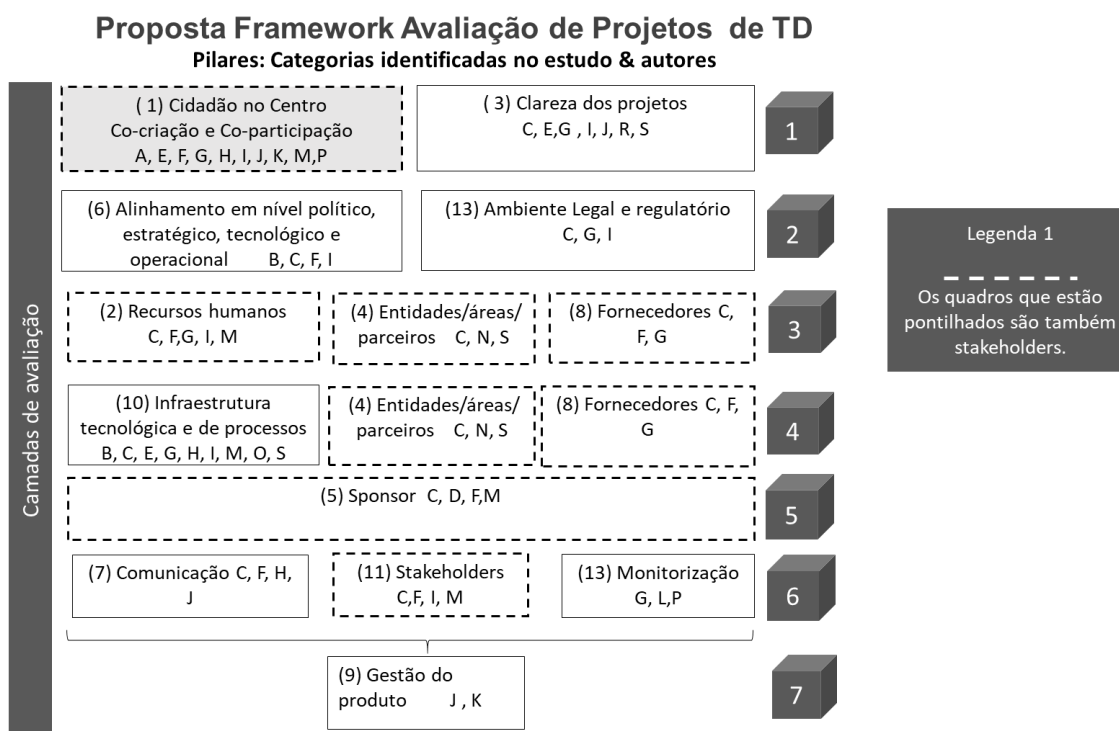 Proposta Framework Avaliação de Projetos de TD
Pilares: Categorias identificadas no estudo & autores
Camadas de avaliação
( 1) Cidadão no Centro
Co-criação e Co-participação
A, E, F, G, H, I, J, K, M,P
( 3) Clareza dos projetos
C, E,G , I, J, R, S
1
(6) Alinhamento em nível político,
estratégico, tecnológico e
operacional B, C, F, I
(13) Ambiente Legal e regulatório
C, G, I
2
(2) Recursos humanos
C, F,G, I, M
(4) Entidades/áreas/
parceiros C, N, S
(8) Fornecedores C,
F, G
3
(10) Infraestrutura
tecnológica e de processos
B, C, E, G, H, I, M, O, S
(4) Entidades/áreas/
parceiros C, N, S
(8) Fornecedores C, F,
G
4
(5) Sponsor C, D, F,M
5
(7) Comunicação C, F, H,
J
(11) Stakeholders
C,F, I, M
(13) Monitorização
G, L,P
6
(9) Gestão do
produto J , K
7
Legenda 1
Os quadros que estão
pontilhados são também
stakeholders.